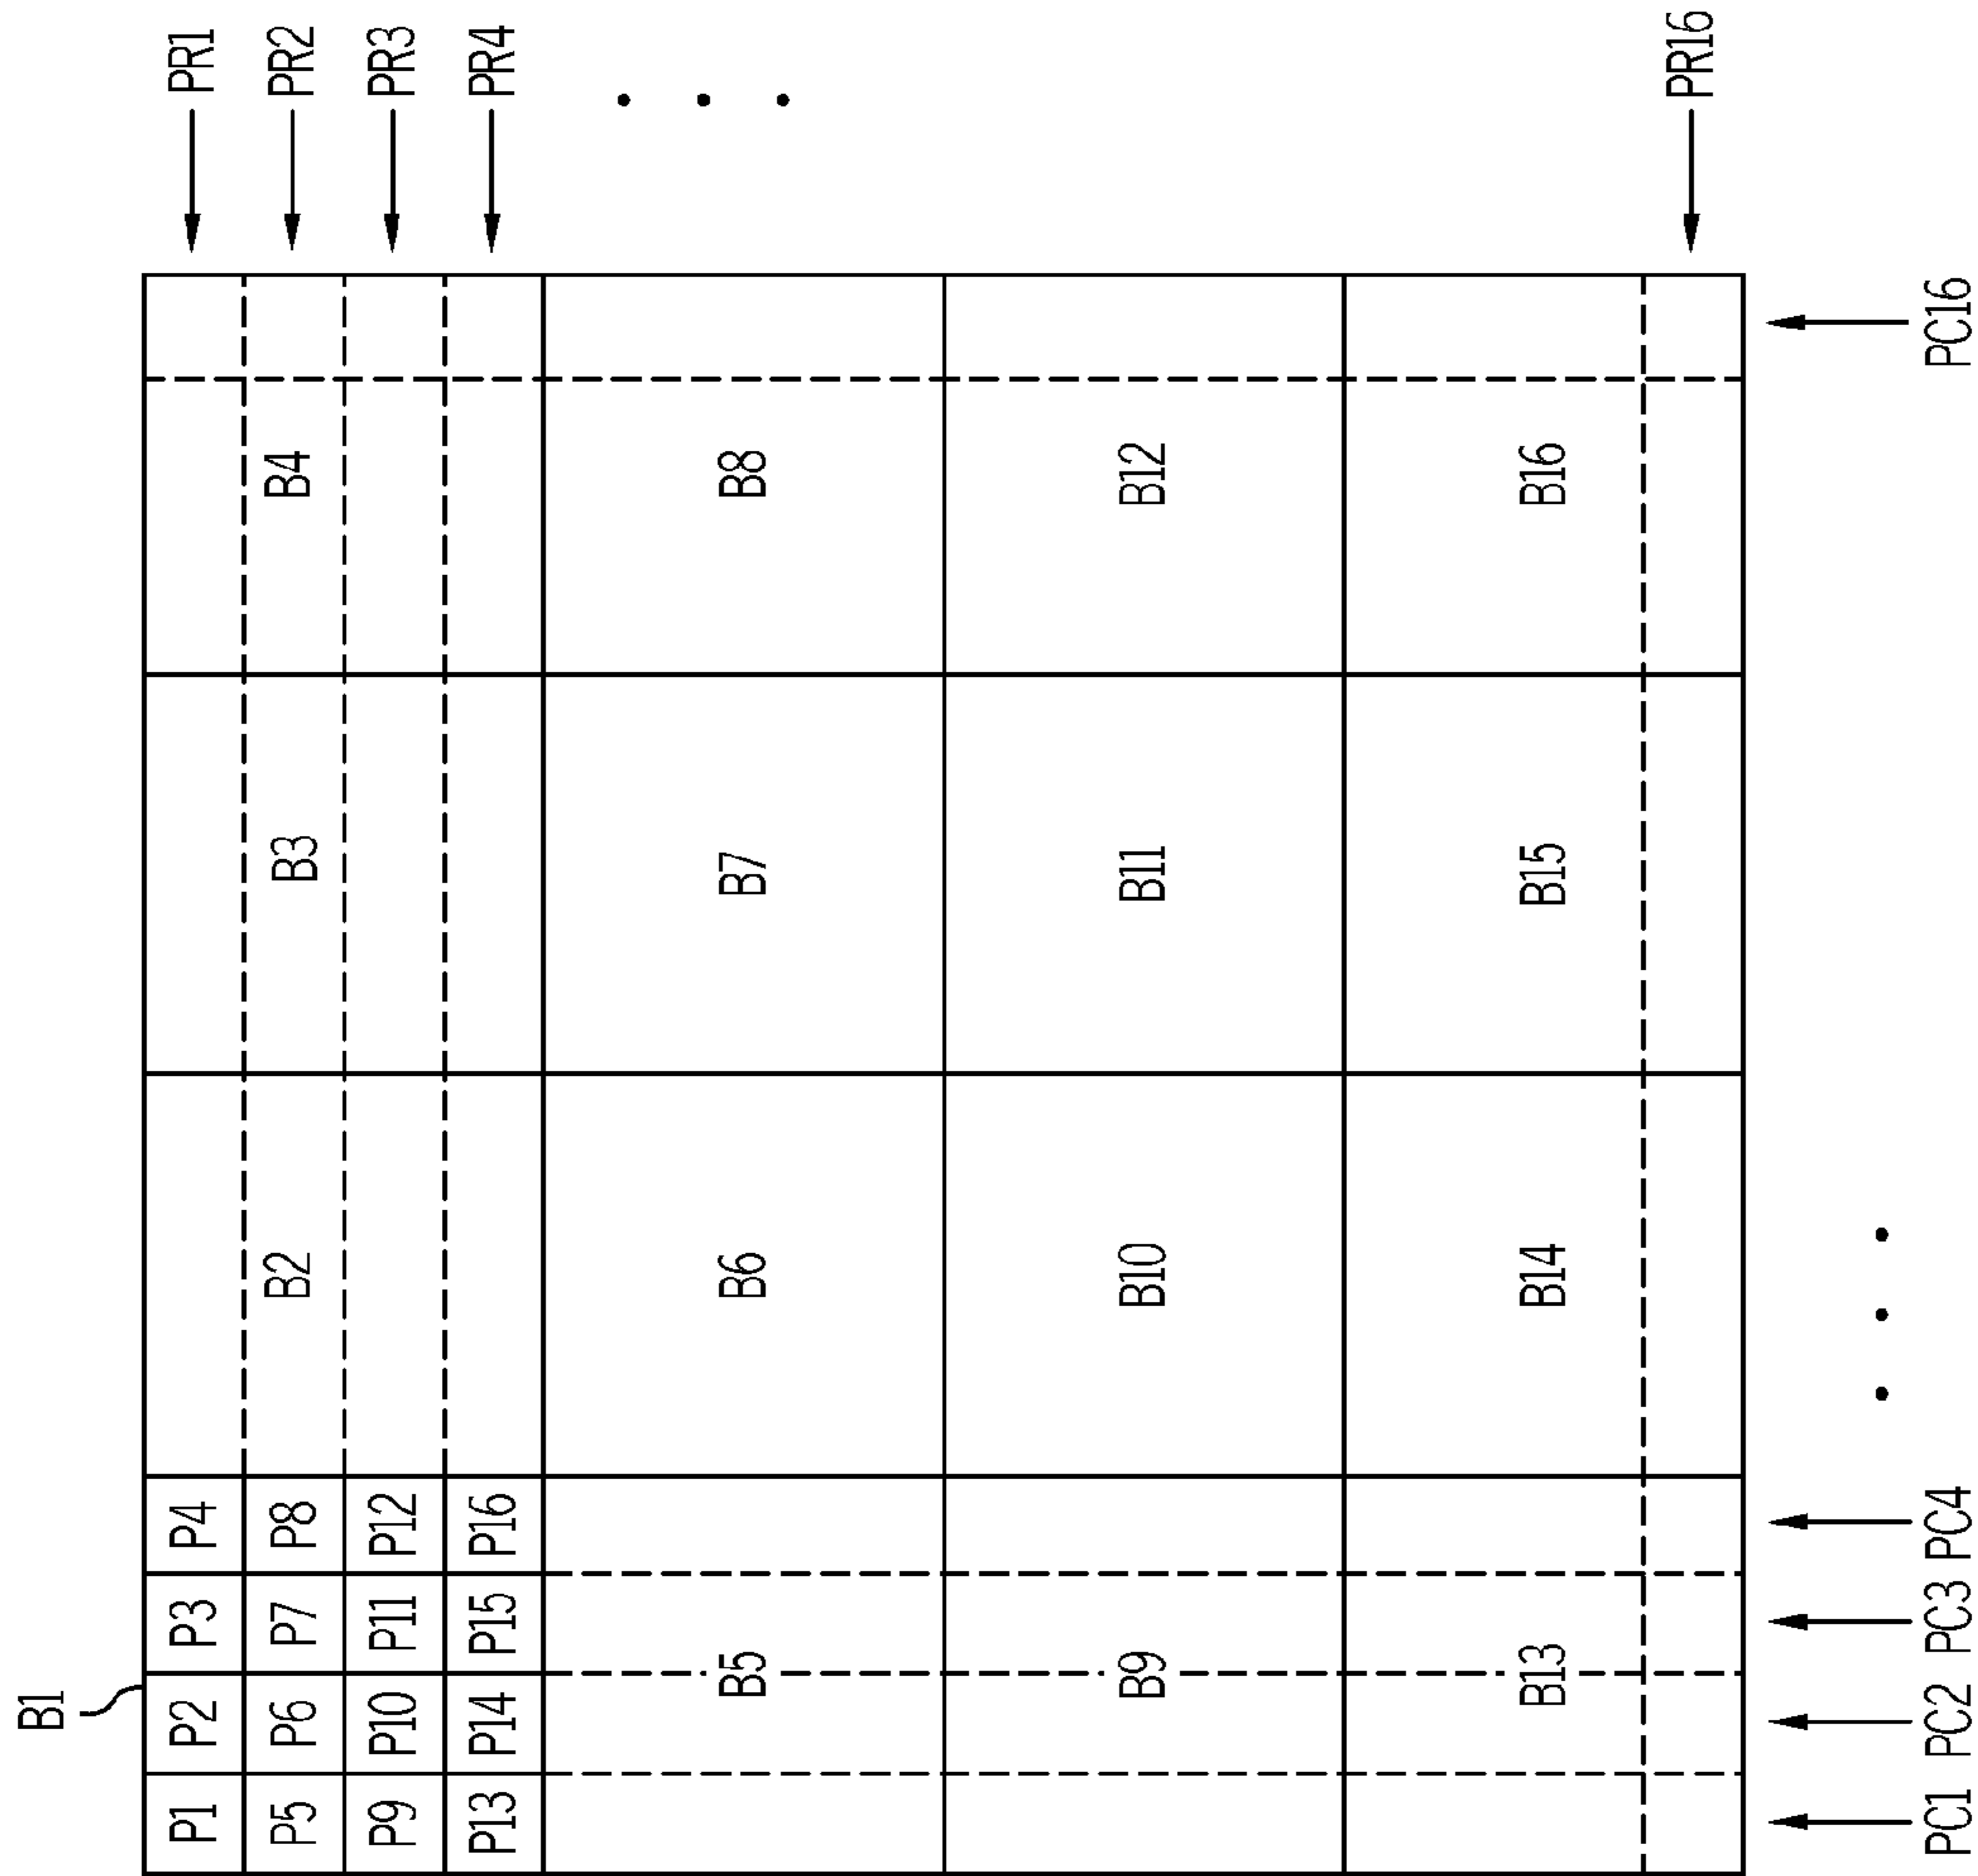 B1
P1 P2 P3 P4 PR1
P5 P6 P7 P8 B2 B3 B4 PR2
P9 P10 P11 P12 PR3
P13 P14 P15 P16 PR4
B5 B6 B7 B8
B9 B10 B11 B12
B13 B14 B15 B16
PR16
PC1 PC2 PC3 PC4 PC16